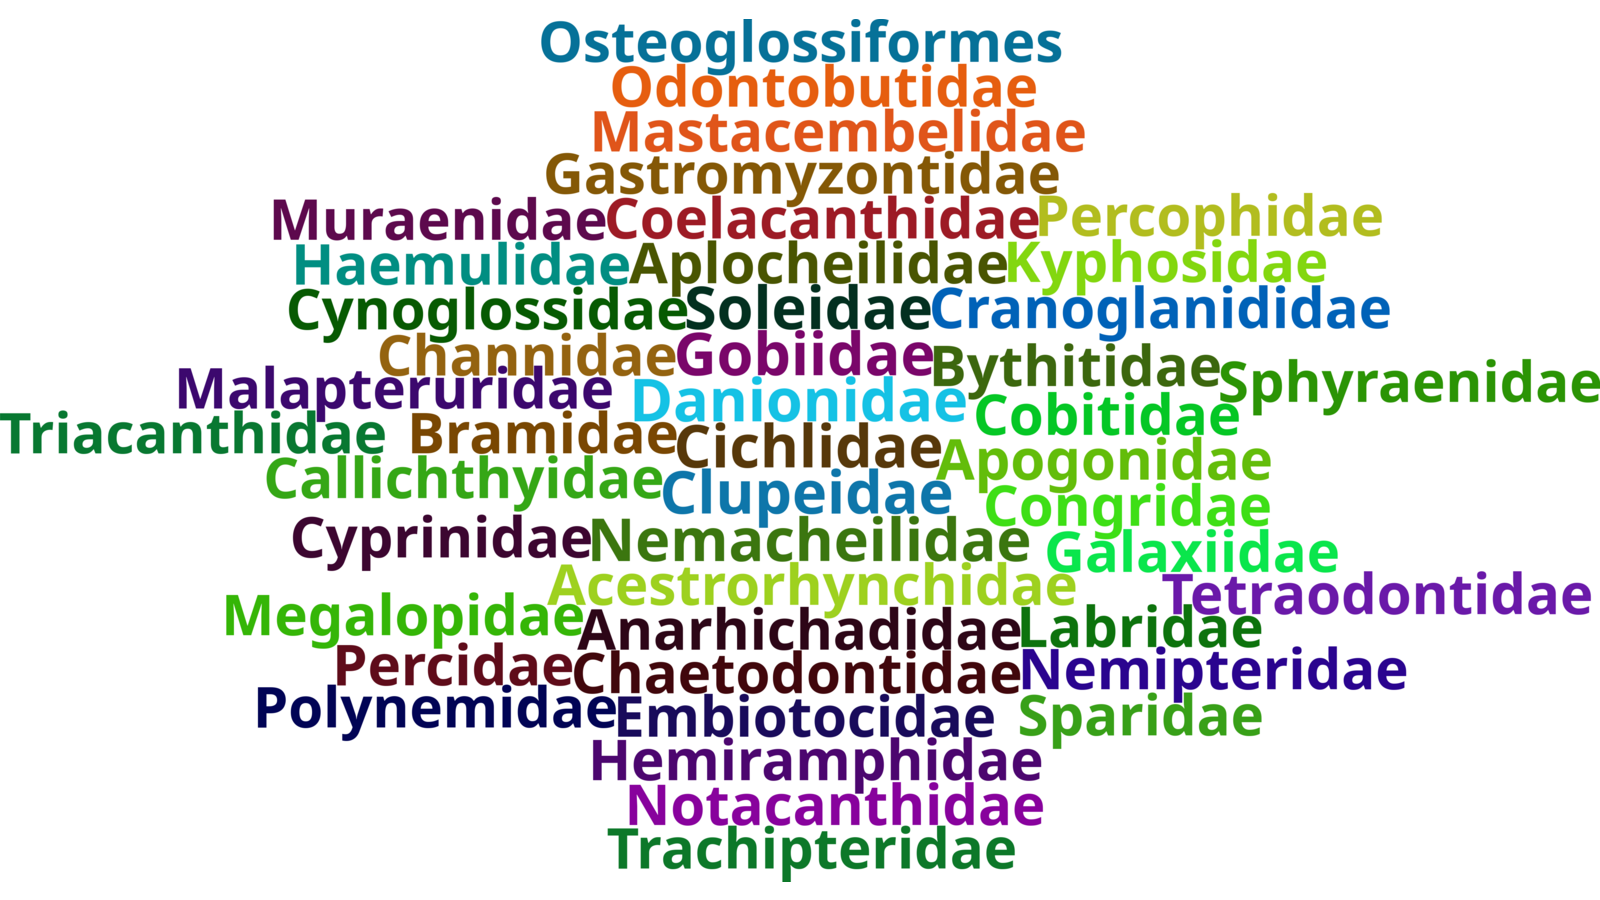 Osteoglossiformes
Odontobutidae
Mastacembelidae
Gastromyzontidae
Muraenidae Coelacanthidae Percophidae
Haemulidae Aplocheilidae Kyphosidae
Cynoglossidae Soleidae Cranoglanididae
Channidae Gobiidae Bythitidae Sphyraenidae
Malapteruridae Danionidae Cobitidae
Triacanthidae Bramidae Cichlidae Apogonidae
Callichthyidae Clupeidae Congridae
Cyprinidae Nemacheilidae Galaxiidae
Acestrorhynchidae Tetraodontidae
Megalopidae Anarhichadidae Labridae
Percidae Chaetodontidae Nemipteridae
Polynemidae Embiotocidae Sparidae
Hemiramphidae
Notacanthidae
Trachipteridae